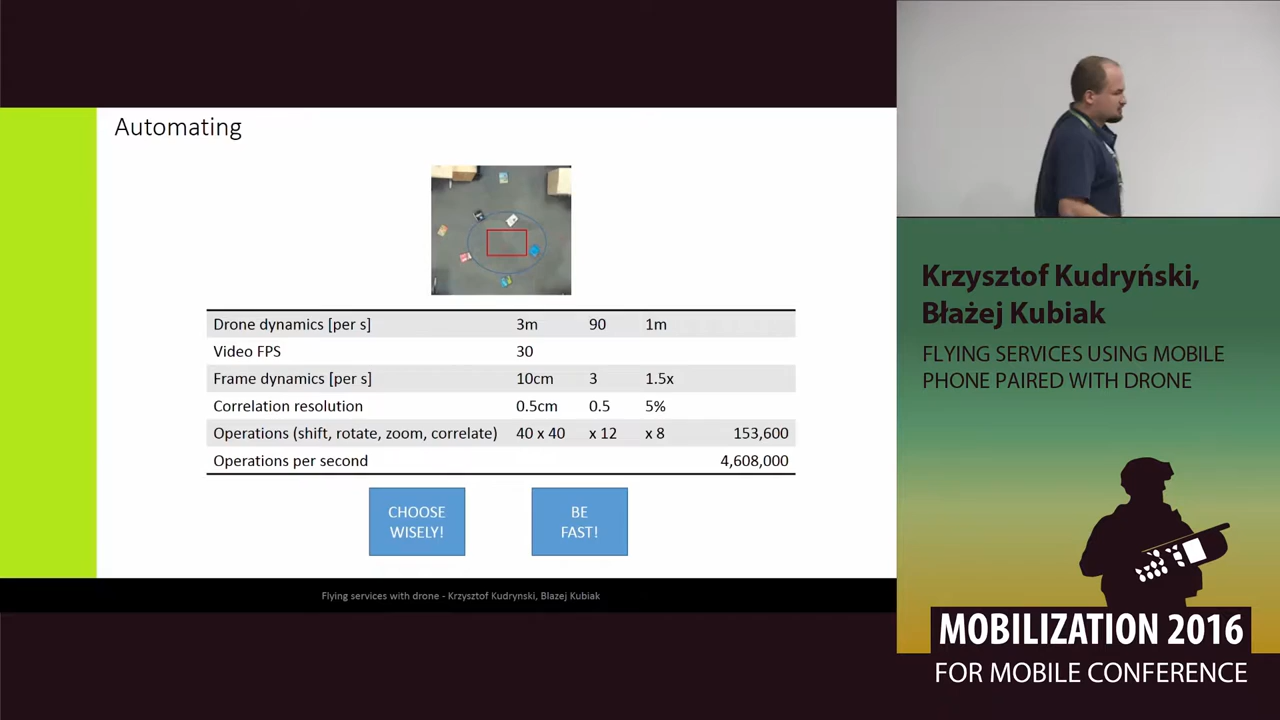 Automating
Drone dynamics [per s] 3m 90 1m
Video FPS 30
Frame dynamics [per s] 10cm 3 1.5x
Correlation resolution 0.5cm 0.5 5%
Operations (shift, rotate, zoom, correlate) 40 x 40 x 12 x 8 153,600
Operations per second 4,608,000
CHOOSE
WISELY!
BE
FAST!
Flying services with drone - Krzysztof Kudrynski, Blazej Kubiak
Krzysztof Kudryński,
Błażej Kubiak
FLYING SERVICES USING MOBILE
PHONE PAIRED WITH DRONE
MOBILIZATION 2016
FOR MOBILE CONFERENCE